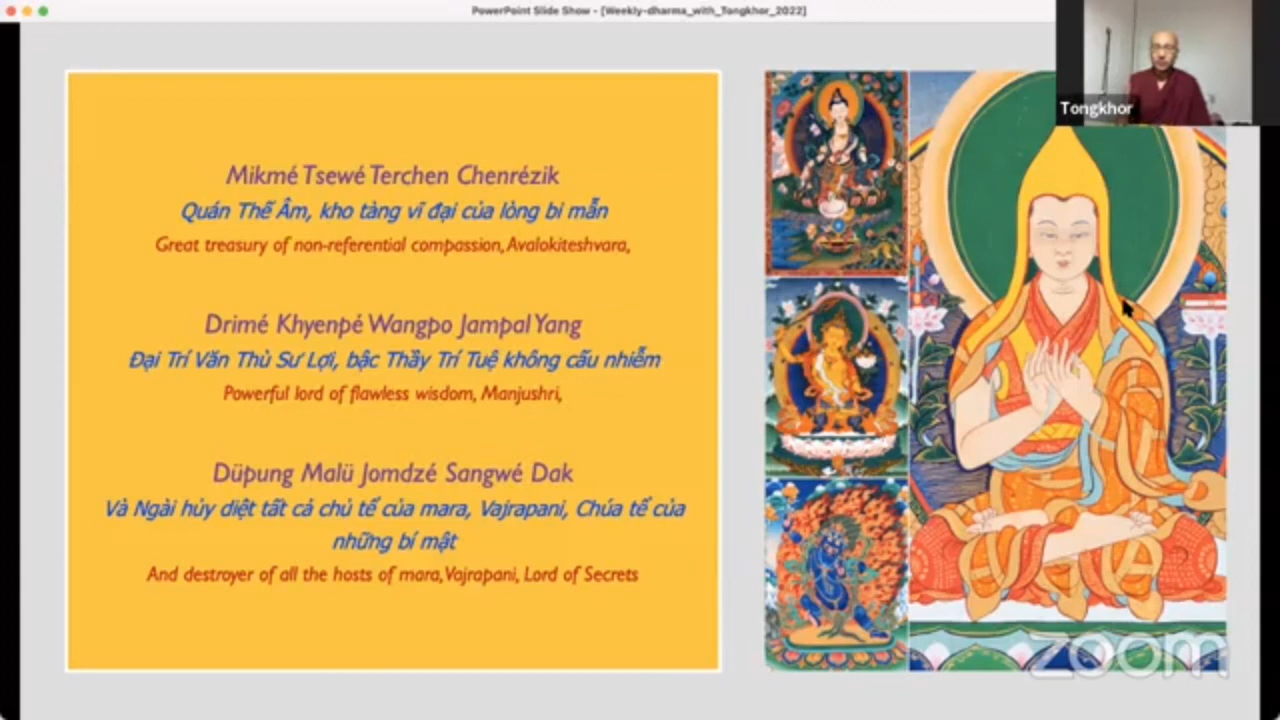 PowerPoint Slide Show - [Weekly-dharma_with_Tongkhor_2022]
Tongkhor
Mikmé Tsewé Terchen Chenrézik
Quán Thế Âm, kho tàng vĩ đại của lòng bi mẫn
Great treasury of non-referential compassion, Avalokiteshvara,
Drimé Khyenpé Wangpo Jampal Yang
Đại Trí Văn Thù Sư Lợi, bậc Thầy Trí Tuệ không cấu nhiễm
Powerful lord of flawless wisdom, Manjushri,
Düpung Malü Jomdzé Sangwé Dak
Và Ngài hủy diệt tất cả chủ tể của mara, Vajrapani, Chúa tể của
những bí mật
And destroyer of all the hosts of mara, Vajrapani, Lord of Secrets
zoom